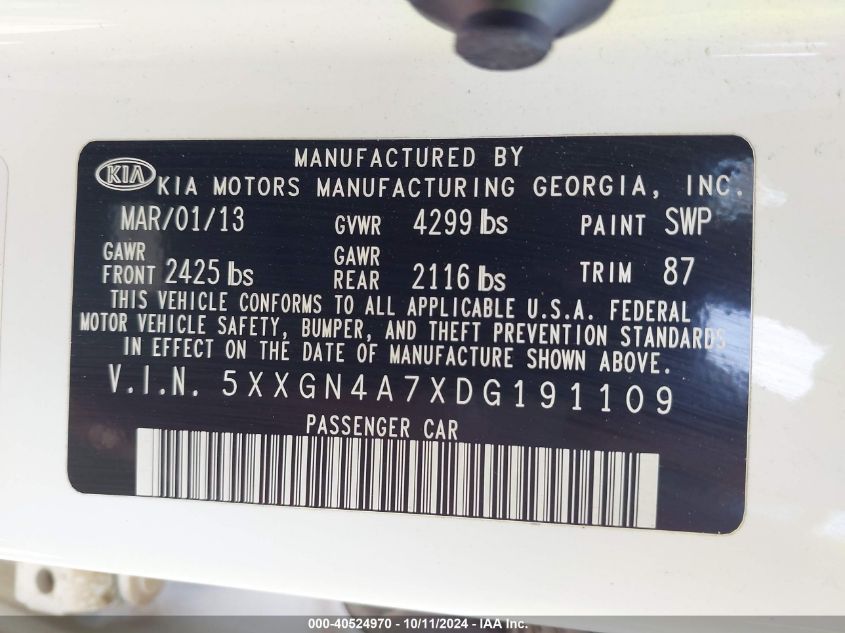 MANUFACTURED BY
KIA KIA MOTORS MANUFACTURING GEORGIA, INC.
MAR/01/13 GVWR 4299 lbs PAINT SWP
GAWR FRONT 2425 lbs GAWR REAR 2116 lbs TRIM 87
THIS VEHICLE CONFORMS TO ALL APPLICABLE U.S.A. FEDERAL
MOTOR VEHICLE SAFETY, BUMPER, AND THEFT PREVENTION STANDARDS
IN EFFECT ON THE DATE OF MANUFACTURE SHOWN ABOVE.
V.I.N. 5XXGN4A7XDG191109
PASSENGER CAR
000-40524970 - 10/11/2024 - IAA Inc.